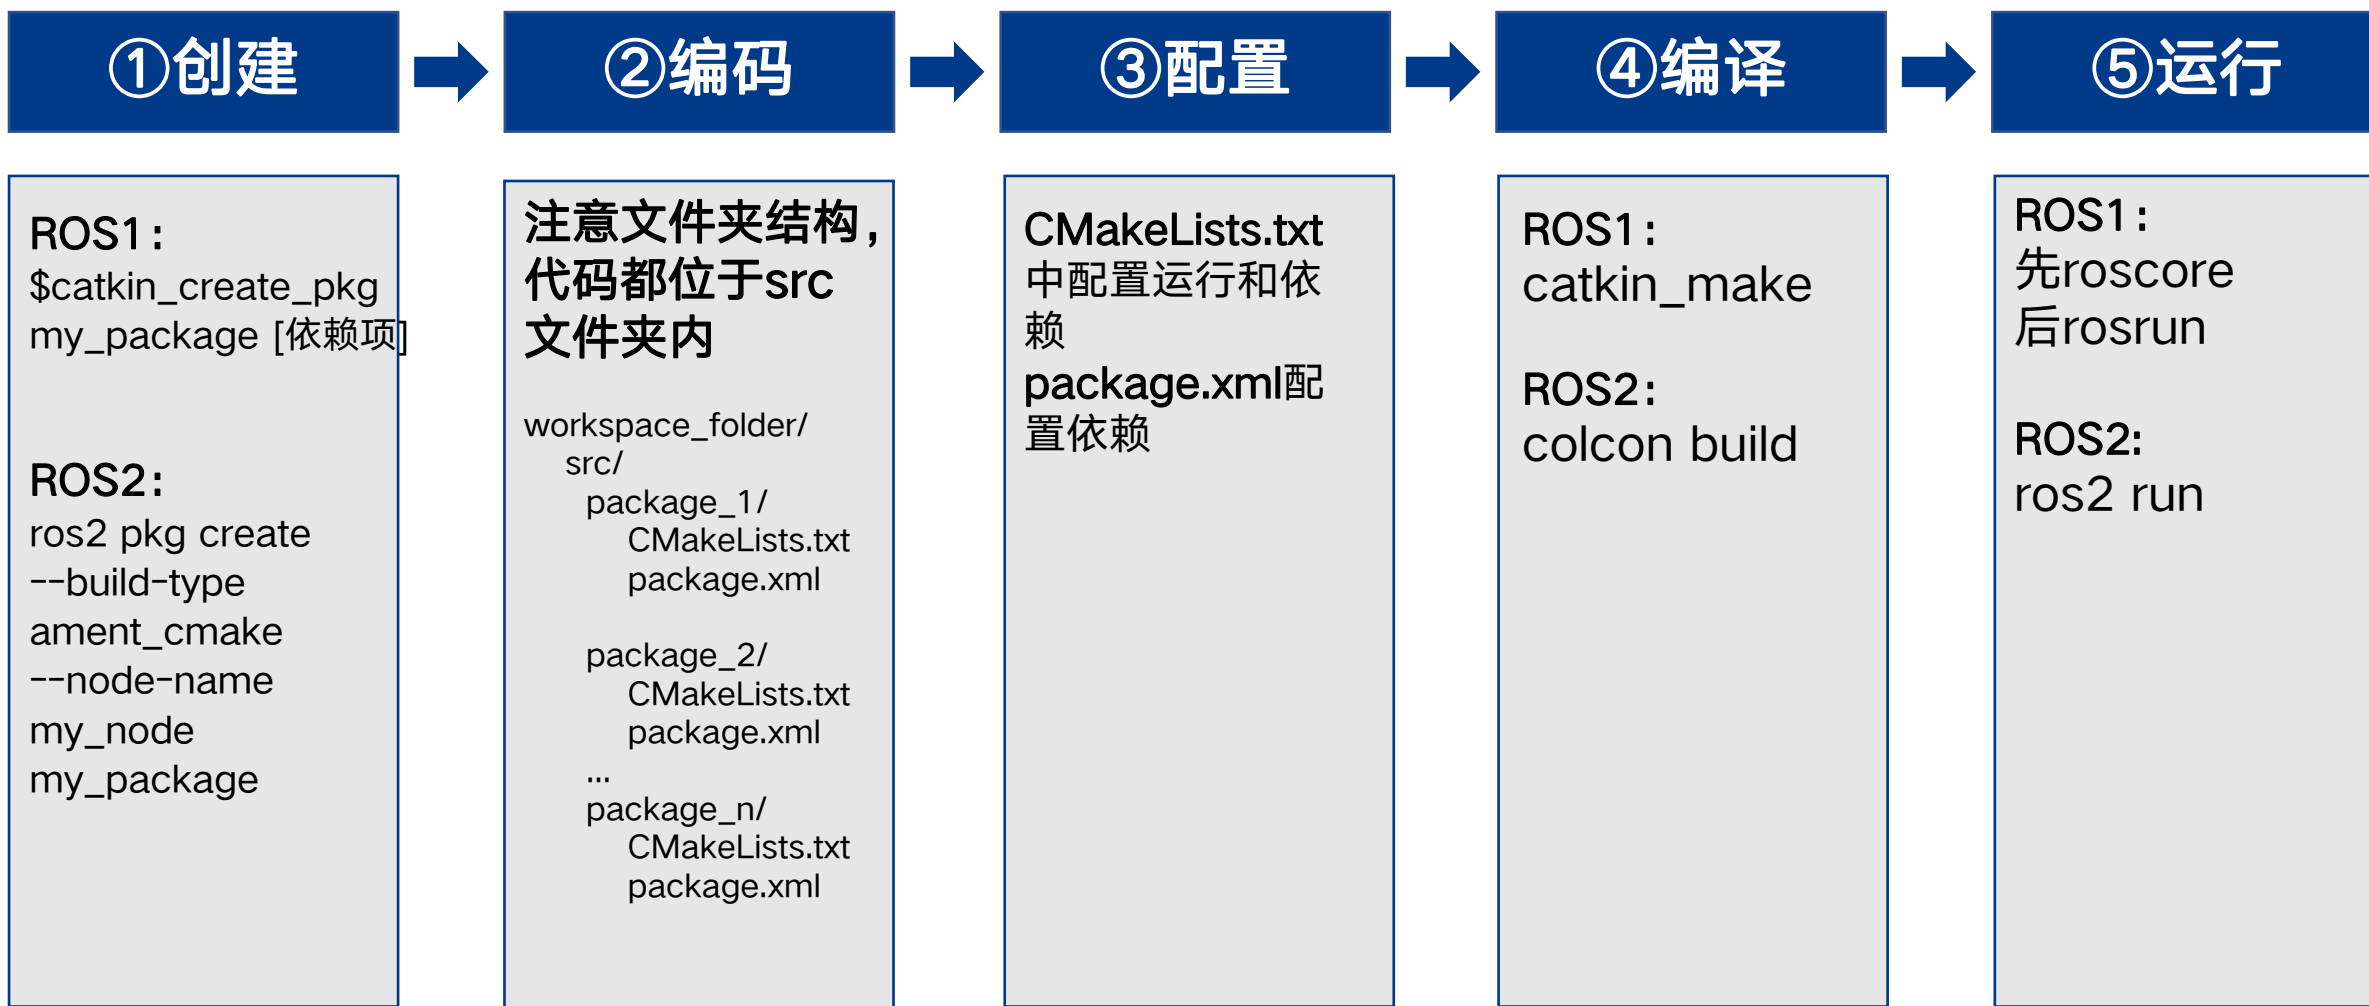 ①创建
②编码
③配置
④编译
⑤运行
ROS1:
$catkin_create_pkg
my_package [依赖项]
ROS2:
ros2 pkg create
--build-type
ament_cmake
--node-name
my_node
my_package
注意文件夹结构，
代码都位于src
文件夹内
workspace_folder/
src/
package_1/
CMakeLists.txt
package.xml
package_2/
CMakeLists.txt
package.xml
...
package_n/
CMakeLists.txt
package.xml
CMakeLists.txt
中配置运行和依
赖
package.xml配
置依赖
ROS1:
catkin_make
ROS2:
colcon build
ROS1:
先roscore
后rosrun
ROS2:
ros2 run